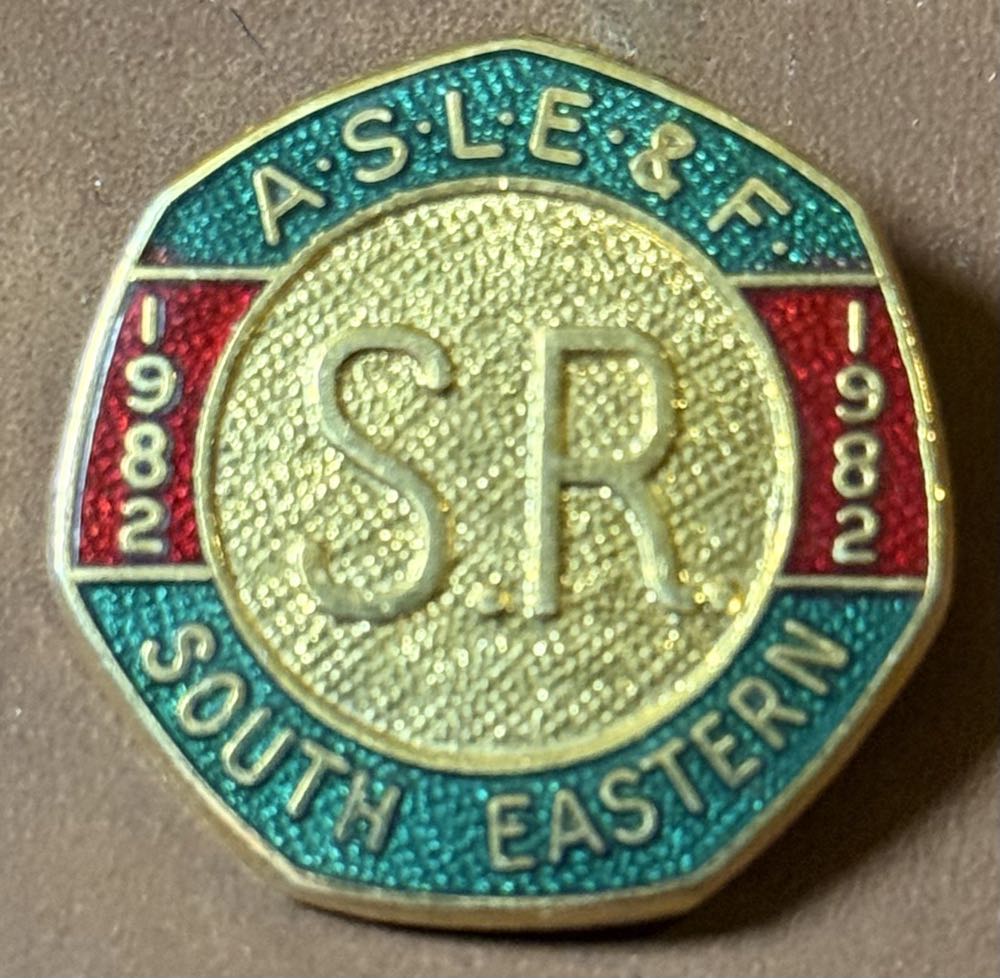 A·S·L·E·& F·
1982
S.R.
1982
SOUTH EASTERN